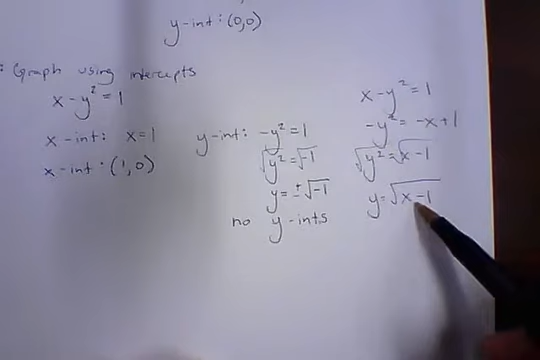 y-int: (0,0)
: Graph using intercepts
x - y² = 1
x-int: x=1
x-int: (1,0)
y-int: -y² = 1
√y² = √-1
y = ±√-1
no y-ints
x - y² = 1
-y² = -x+1
√y² = √x-1
y = √x-1